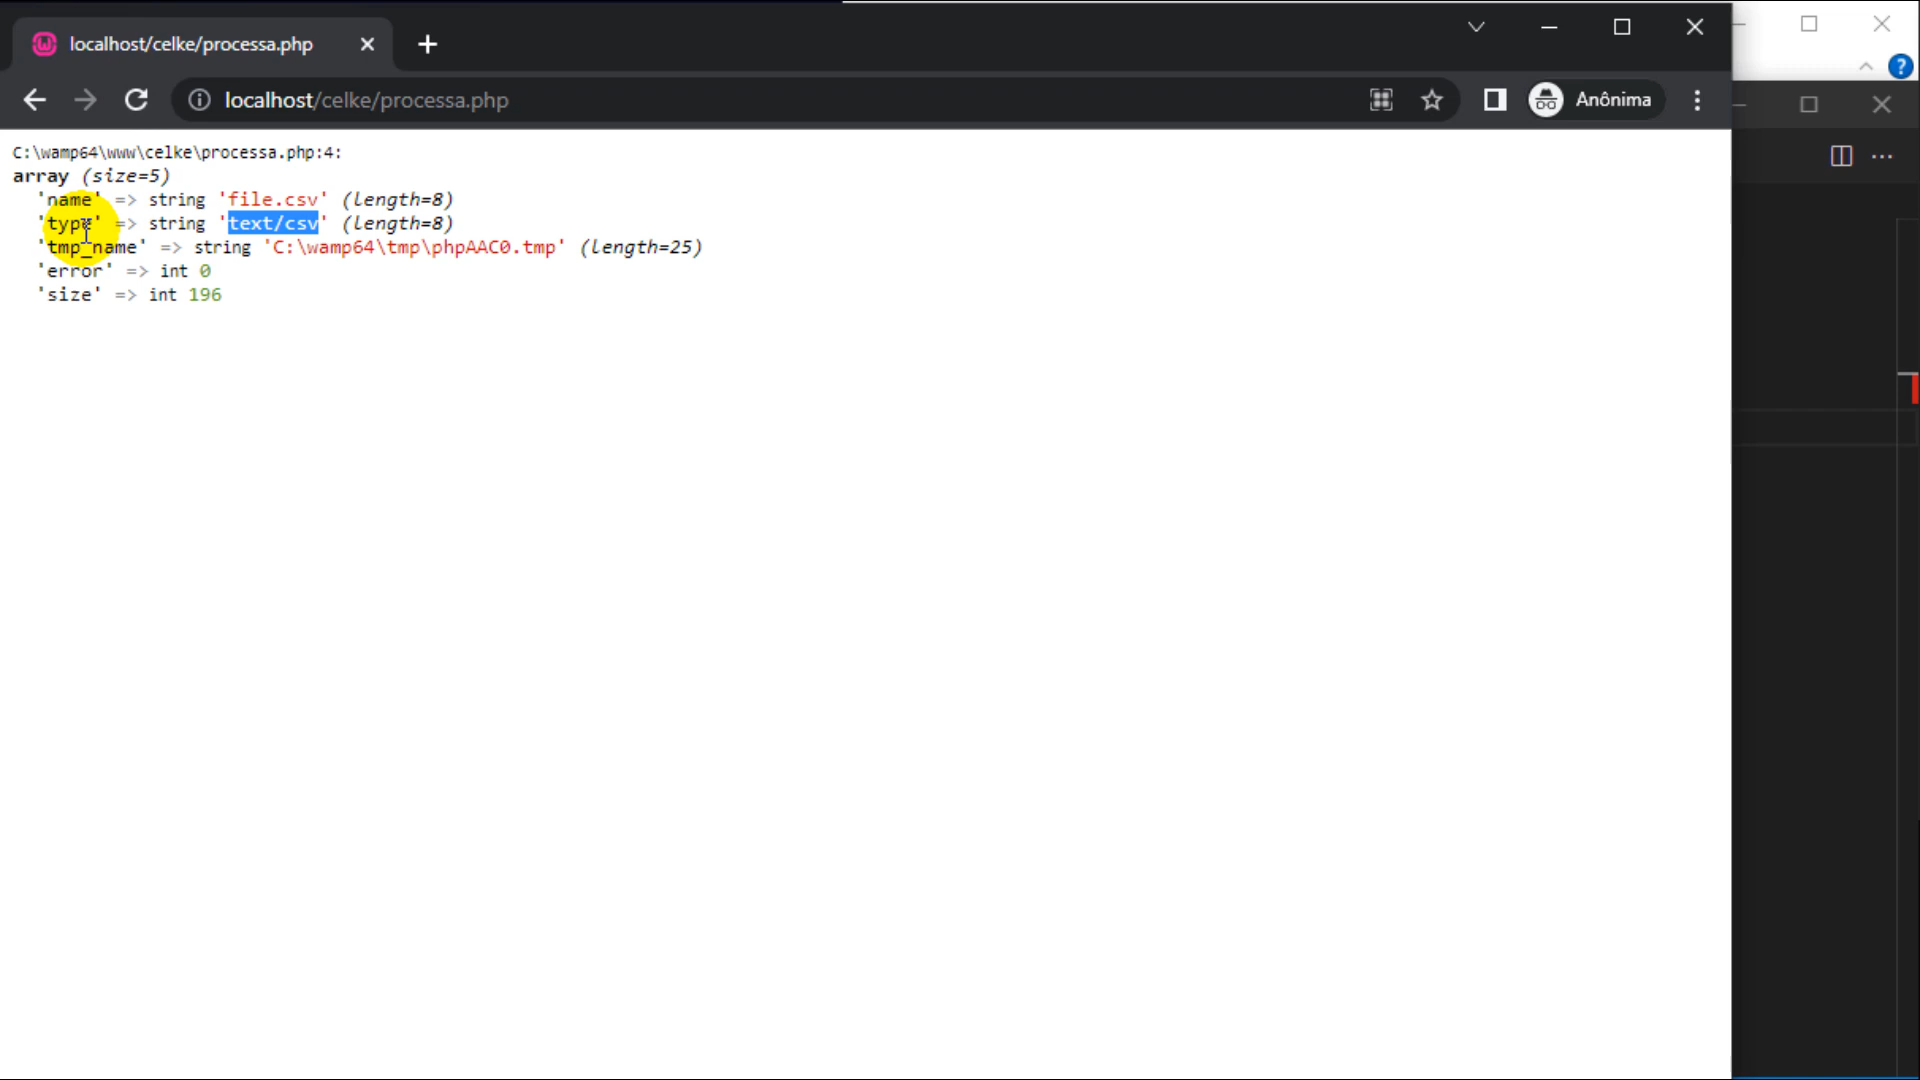 localhost/celke/processa.php
localhost/celke/processa.php
Anônima
C:\wamp64\www\celke\processa.php:4:
array (size=5)
'name' => string 'file.csv' (length=8)
'type' => string 'text/csv' (length=8)
'tmp_name' => string 'C:\wamp64\tmp\phpAAC0.tmp' (length=25)
'error' => int 0
'size' => int 196